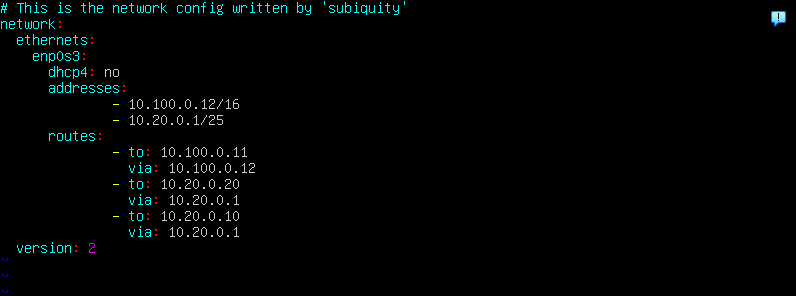 # This is the network config written by 'subiquity'
network:
  ethernets:
    enp0s3:
      dhcp4: no
      addresses:
              - 10.100.0.12/16
              - 10.20.0.1/25
      routes:
              - to: 10.100.0.11
                via: 10.100.0.12
              - to: 10.20.0.20
                via: 10.20.0.1
              - to: 10.20.0.10
                via: 10.20.0.1
  version: 2
~
~
~